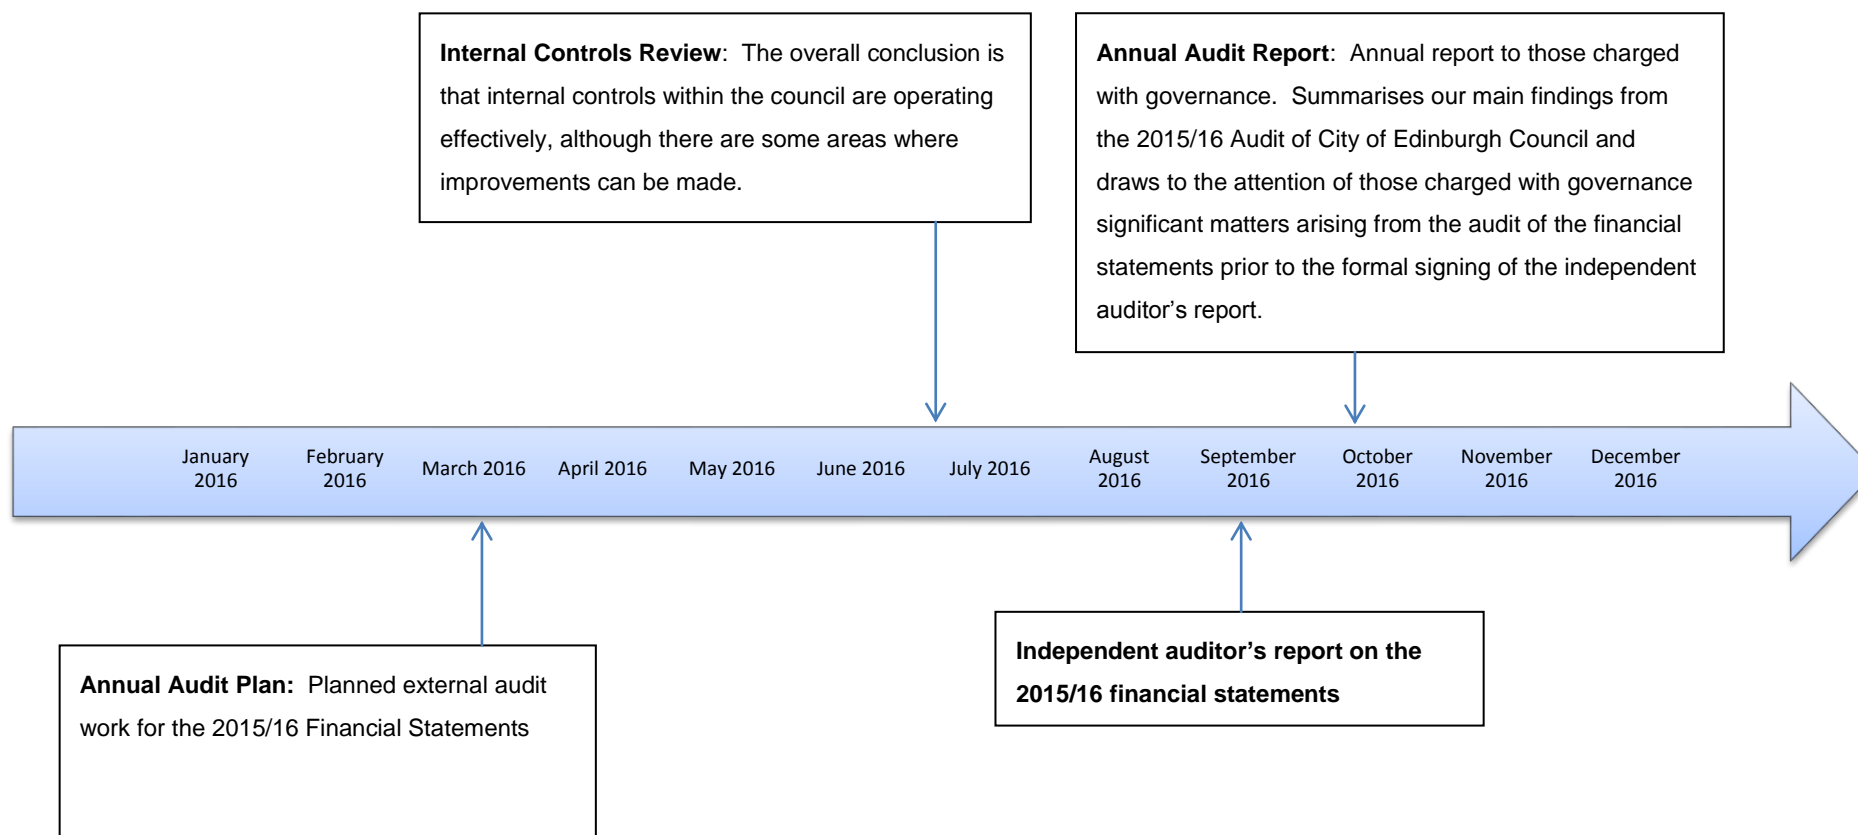 Internal Controls Review:  The overall conclusion is
that internal controls within the council are operating
effectively, although there are some areas where
improvements can be made.
Annual Audit Report:  Annual report to those charged
with governance.  Summarises our main findings from
the 2015/16 Audit of City of Edinburgh Council and
draws to the attention of those charged with governance
significant matters arising from the audit of the financial
statements prior to the formal signing of the independent
auditor’s report.
January
2016
February
2016
March 2016
April 2016
May 2016
June 2016
July 2016
August
2016
September
2016
October
2016
November
2016
December
2016
Annual Audit Plan:  Planned external audit
work for the 2015/16 Financial Statements
Independent auditor’s report on the
2015/16 financial statements